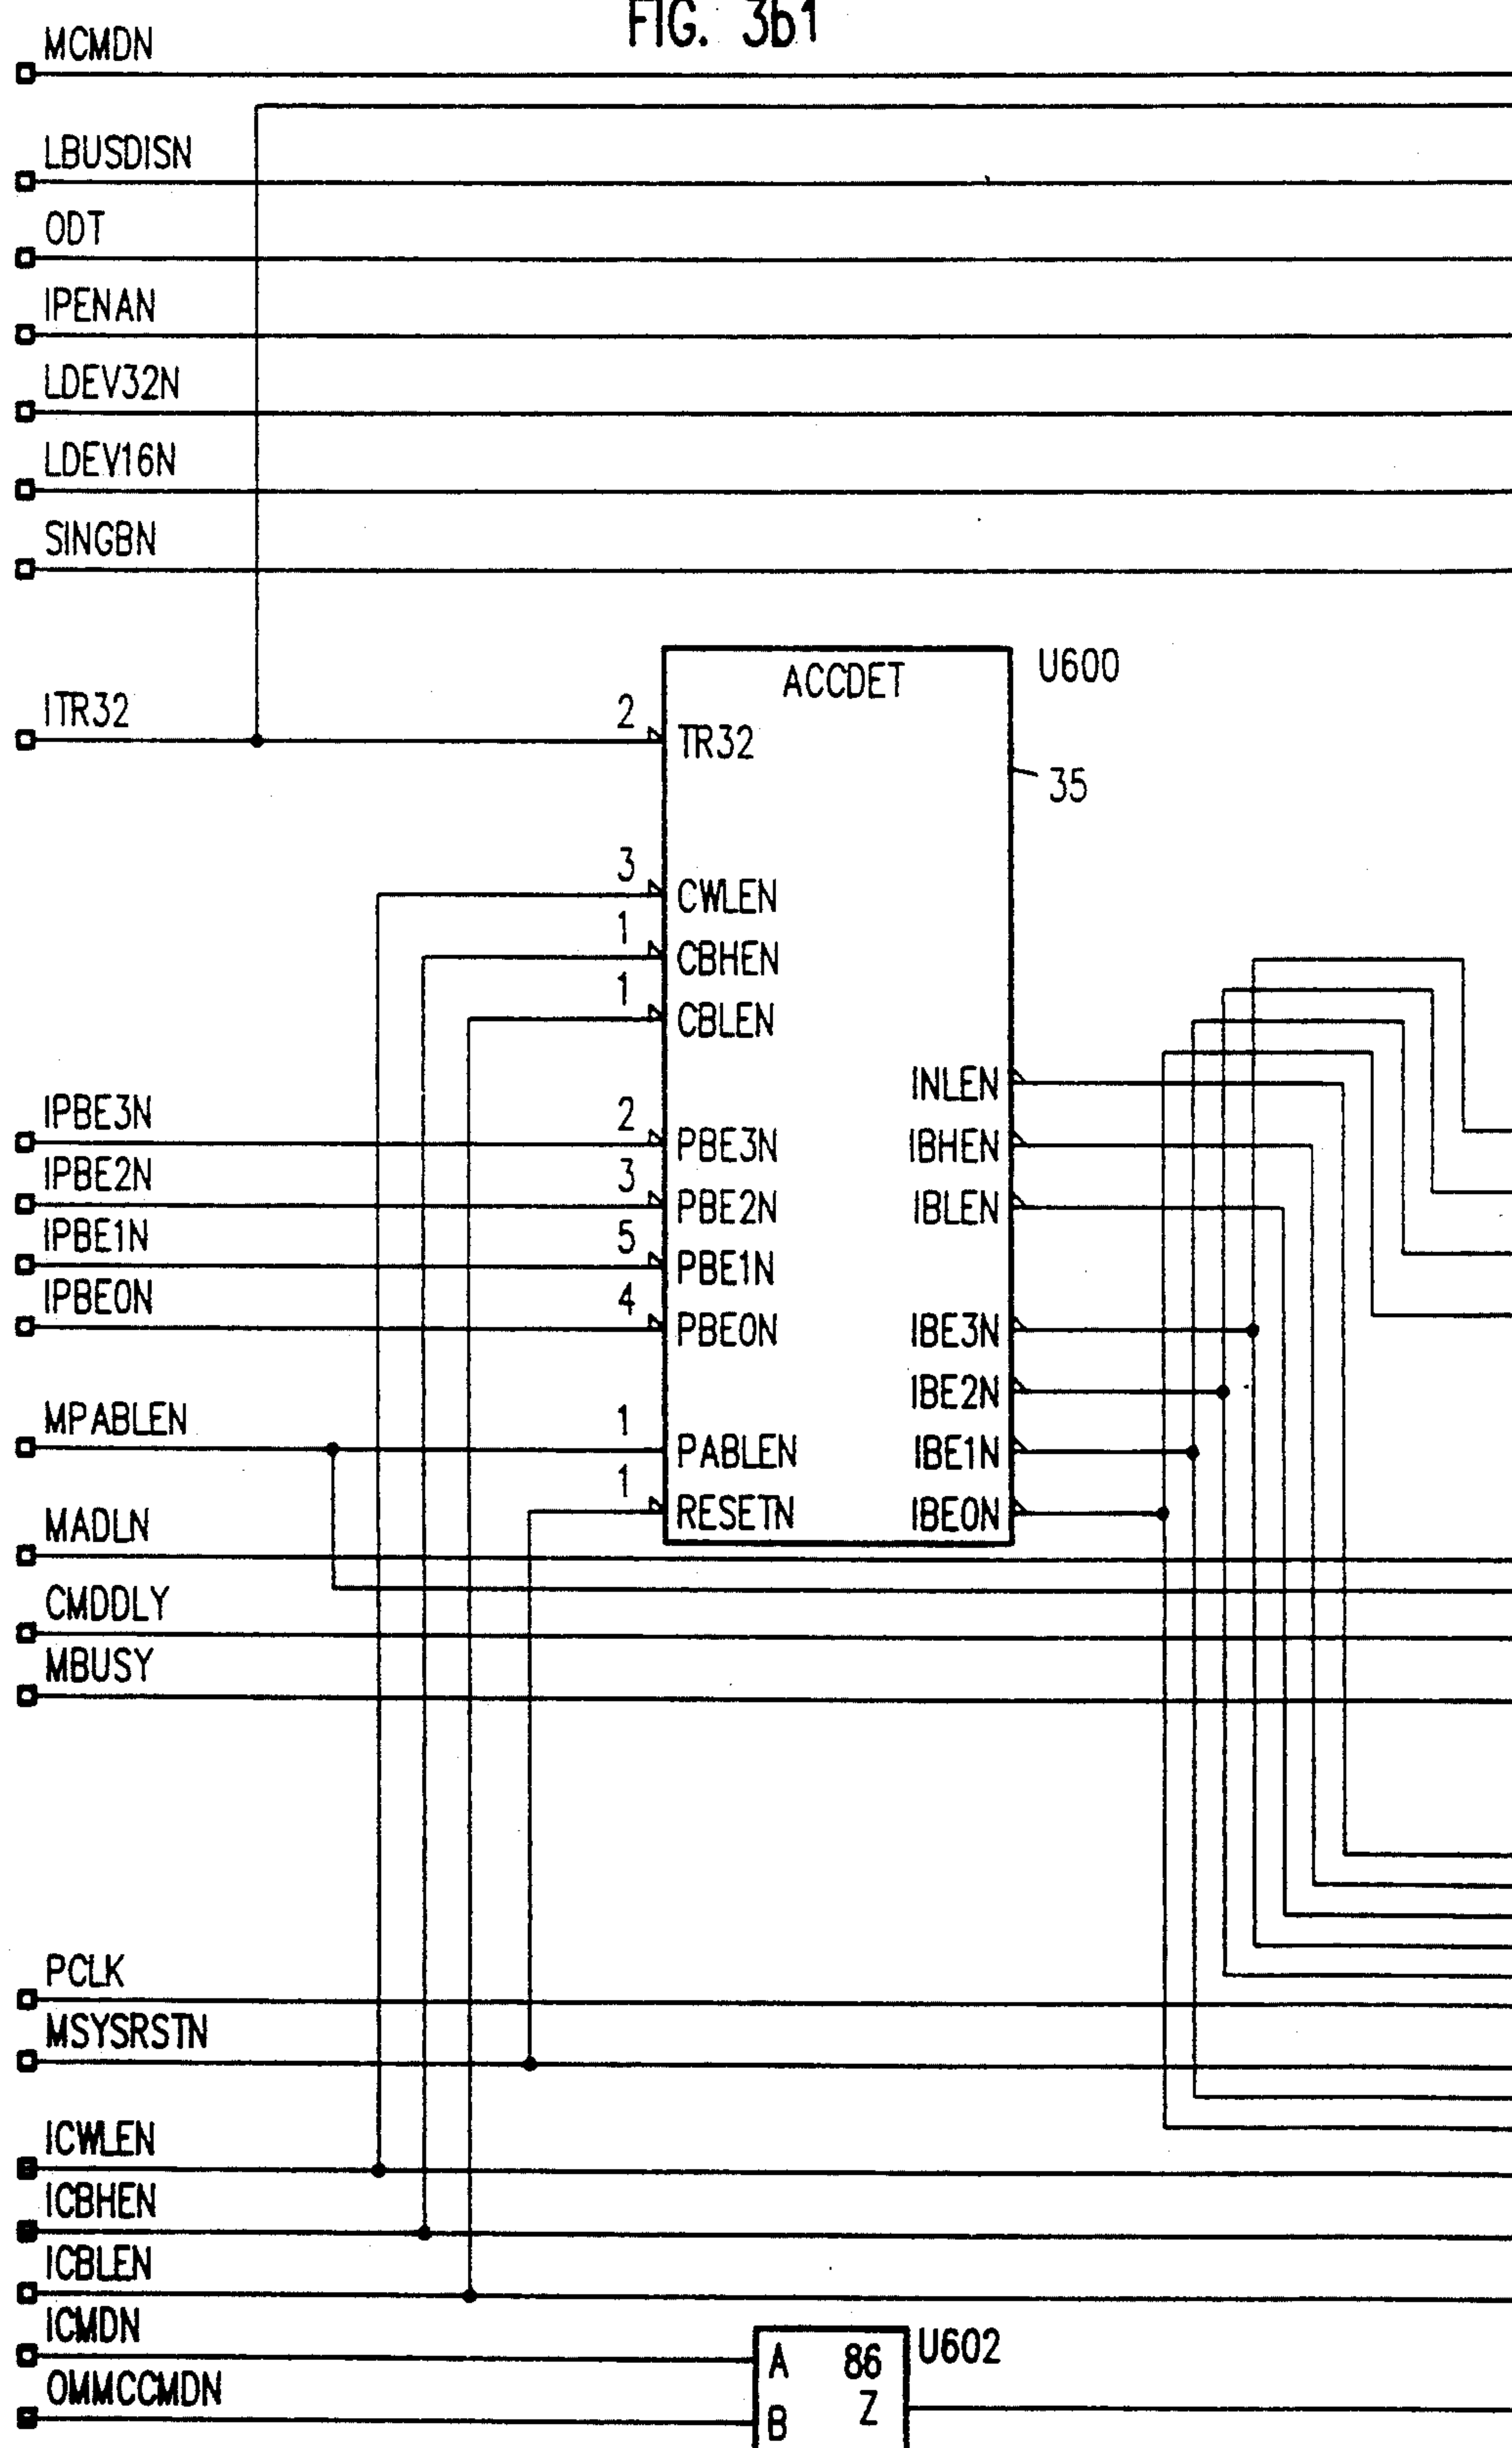 FIG. 3b1
MCMDN
LBUSDISN
ODT
IPENAN
LDEV32N
LDEV16N
SINGBN
ACCDET
U600
ITR32
2
TR32
35
3
CWLEN
1
CBHEN
1
CBLEN
INLEN
IPBE3N
2
PBE3N
IBHEN
IPBE2N
3
PBE2N
IBLEN
IPBE1N
5
PBE1N
IPBE0N
4
PBE0N
IBE3N
IBE2N
MPABLEN
1
PABLEN
IBE1N
1
RESETN
IBE0N
MADLN
CMDDLY
MBUSY
PCLK
MSYSRSTN
ICWLEN
ICBHEN
ICBLEN
ICMDN
A 86
U602
OMMCCMDN
B Z